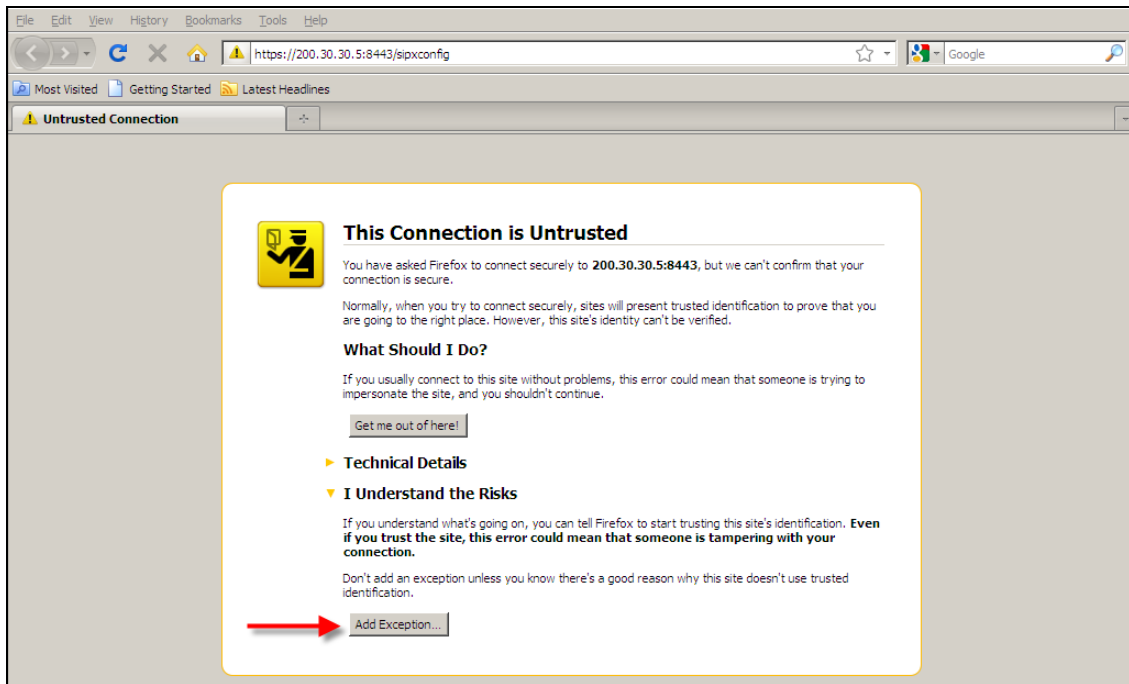 File Edit View History Bookmarks Tools Help
https://200.30.30.5:8443/sipxconfig
Google
Most Visited Getting Started Latest Headlines
Untrusted Connection
This Connection is Untrusted
You have asked Firefox to connect securely to 200.30.30.5:8443, but we can't confirm that your
connection is secure.
Normally, when you try to connect securely, sites will present trusted identification to prove that you
are going to the right place. However, this site's identity can't be verified.
What Should I Do?
If you usually connect to this site without problems, this error could mean that someone is trying to
impersonate the site, and you shouldn't continue.
Get me out of here!
Technical Details
I Understand the Risks
If you understand what's going on, you can tell Firefox to start trusting this site's identification. Even
if you trust the site, this error could mean that someone is tampering with your
connection.
Don't add an exception unless you know there's a good reason why this site doesn't use trusted
identification.
Add Exception...